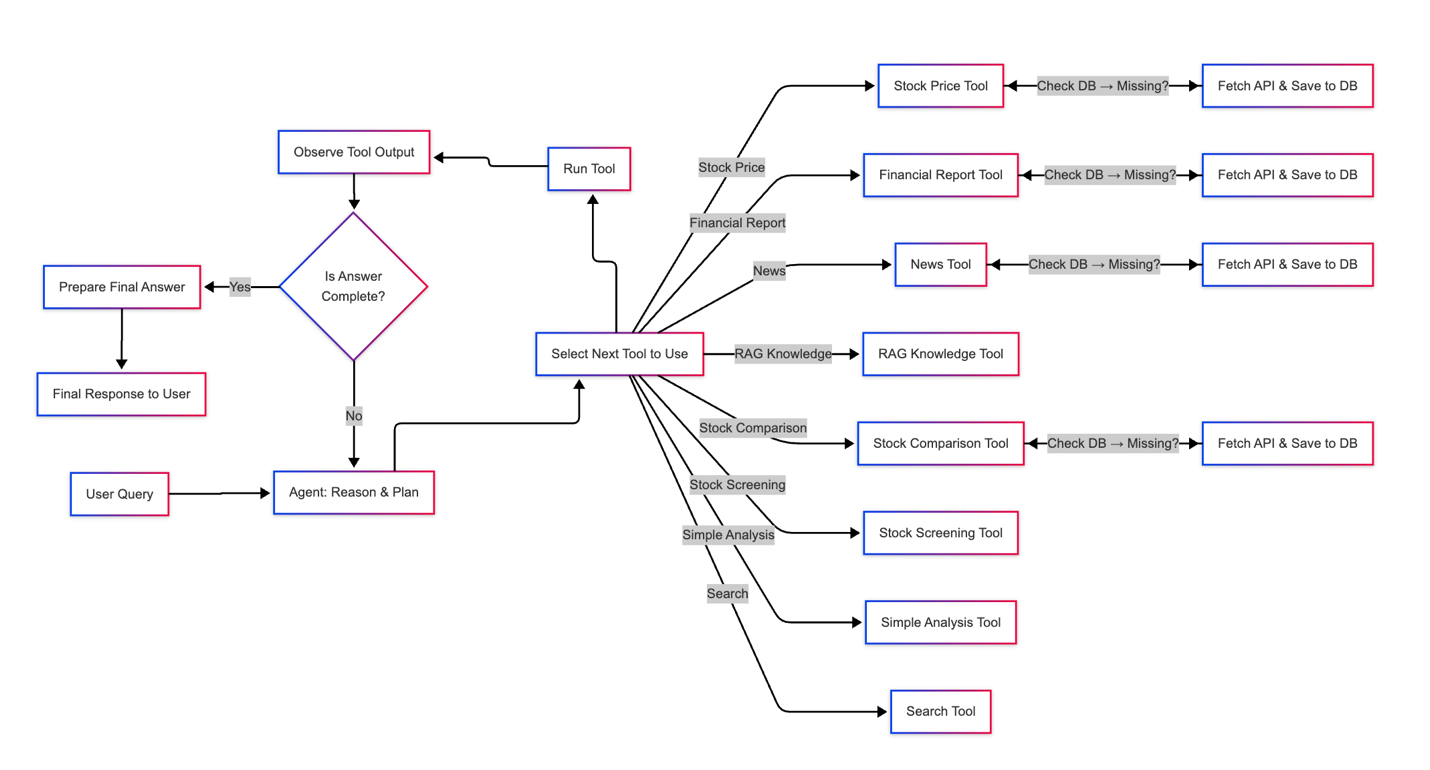 Stock Price Tool
Check DB → Missing?
Fetch API & Save to DB
Observe Tool Output
Run Tool
Stock Price
Financial Report Tool
Check DB → Missing?
Fetch API & Save to DB
Financial Report
News Tool
Check DB → Missing?
Fetch API & Save to DB
News
Is Answer
Complete?
Yes
Prepare Final Answer
Select Next Tool to Use
RAG Knowledge
RAG Knowledge Tool
Final Response to User
No
Stock Comparison
Stock Comparison Tool
Check DB → Missing?
Fetch API & Save to DB
User Query
Agent: Reason & Plan
Stock Screening
Stock Screening Tool
Simple Analysis
Simple Analysis Tool
Search
Search Tool